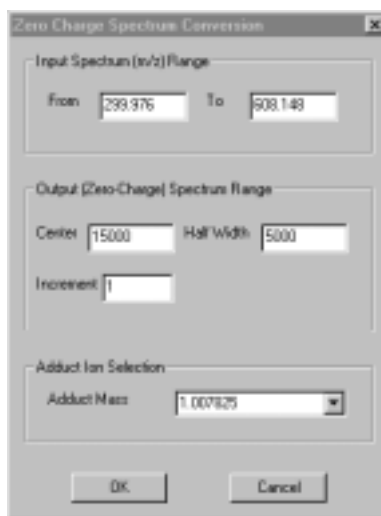 Zero Charge Spectrum Conversion
Input Spectrum (m/z) Range
From 299.976 To 608.148
Output (Zero-Charge) Spectrum Range
Center 15000 Half Width 5000
Increment 1
Adduct Ion Selection
Adduct Mass 1.007825
OK Cancel